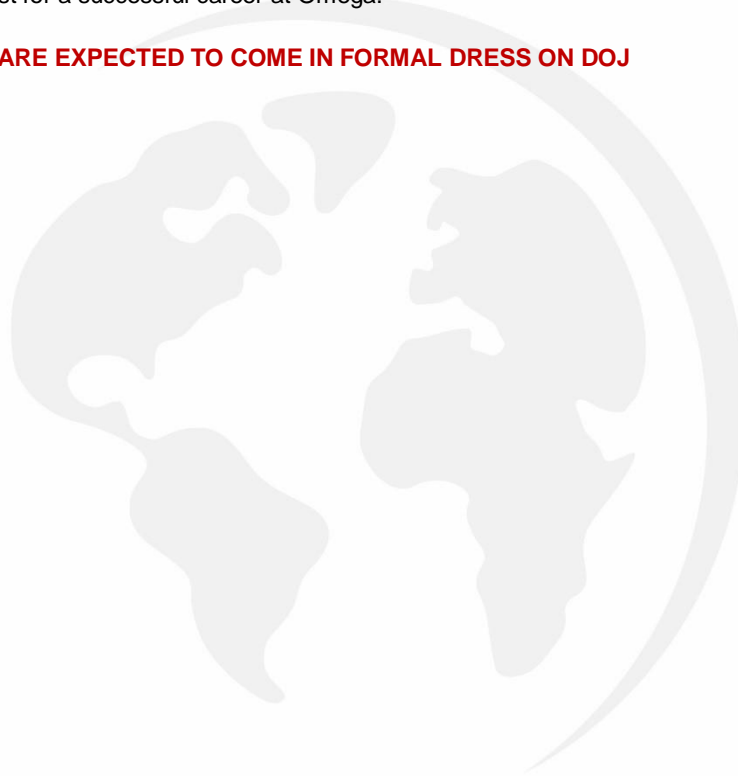 for a successful career at Omega.
ARE EXPECTED TO COME IN FORMAL DRESS ON DOJ